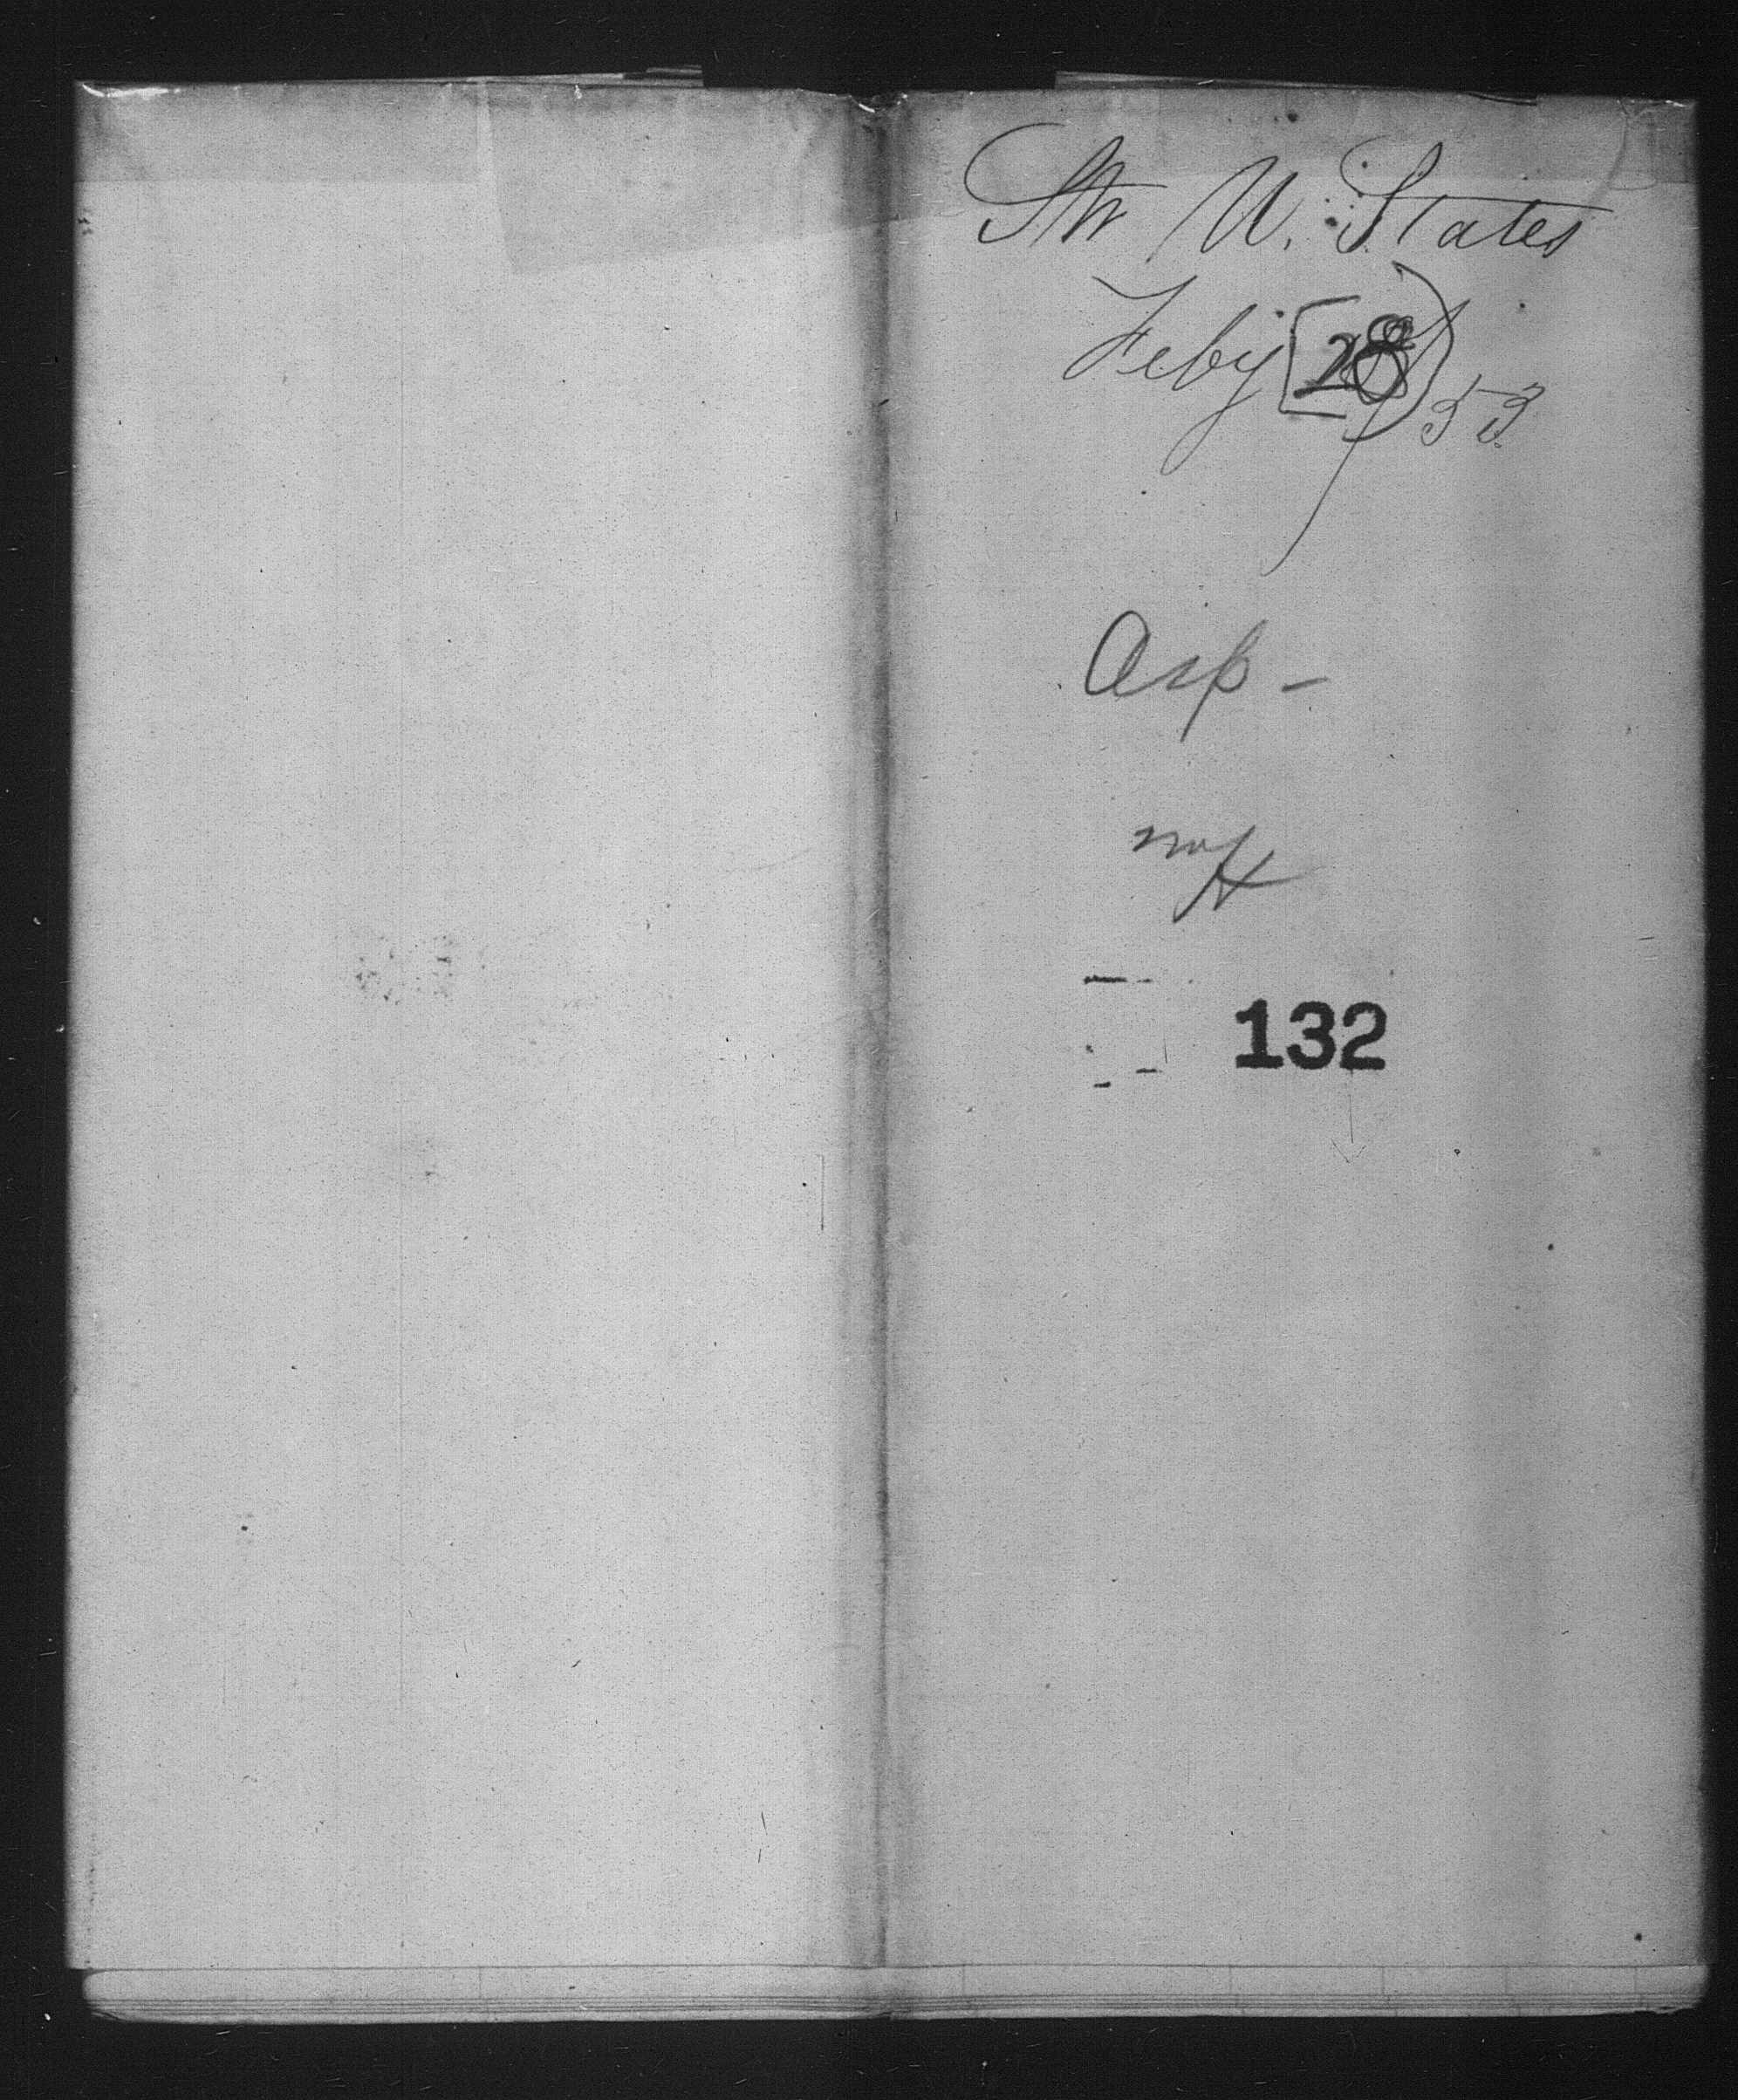 Str U. States
Feby 28 53
Asp -
132